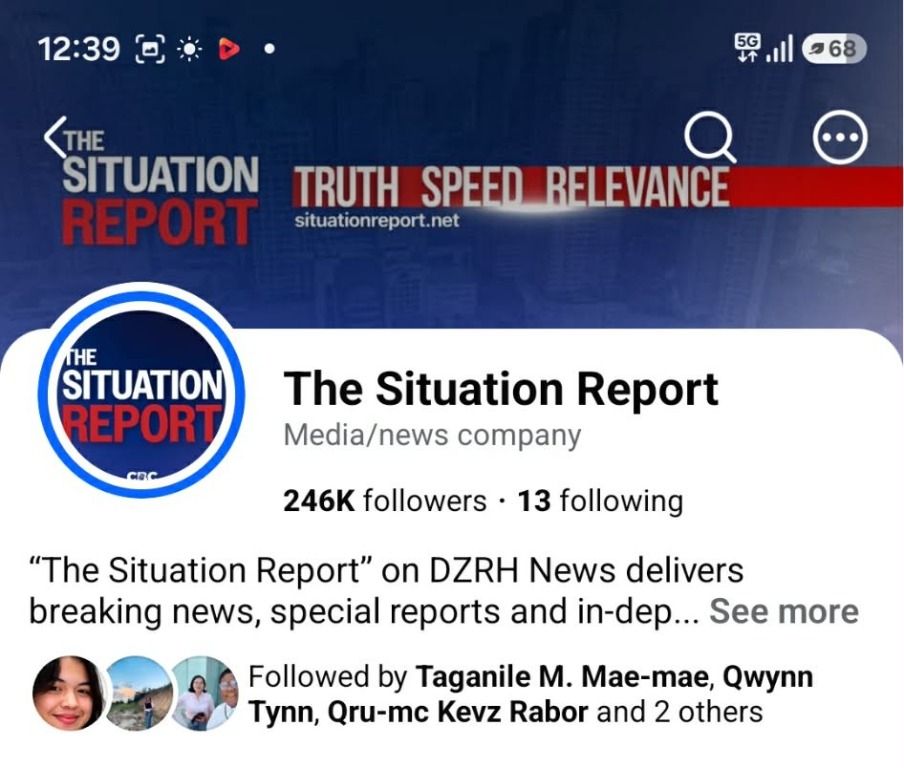 12:39
5G
68
THE
SITUATION
REPORT
TRUTH SPEED RELEVANCE
situationreport.net
THE
SITUATION
REPORT
The Situation Report
Media/news company
246K followers · 13 following
“The Situation Report” on DZRH News delivers
breaking news, special reports and in-dep... See more
Followed by Taganile M. Mae-mae, Qwynn
Tynn, Qru-mc Kevz Rabor and 2 others